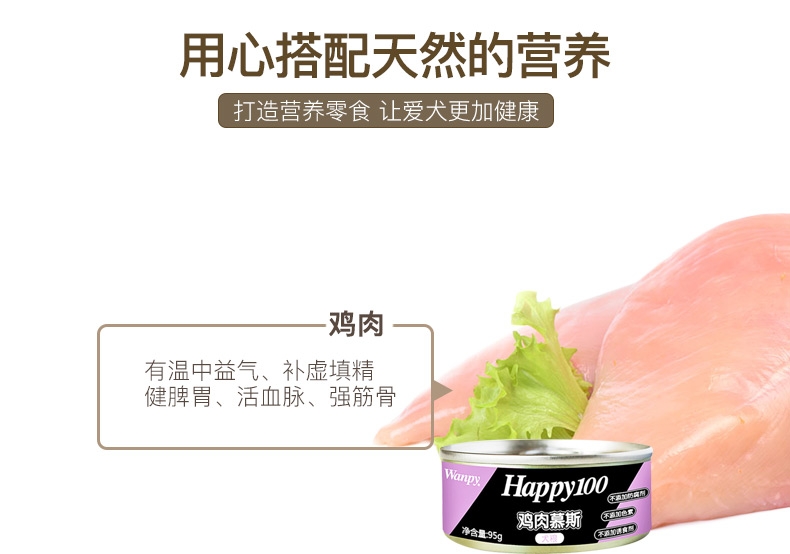 用心搭配天然的营养
打造营养零食 让爱犬更加健康
鸡肉
有温中益气、补虚填精
健脾胃、活血脉、强筋骨
Wanpy
Happy100
不添加防腐剂
鸡肉慕斯
不添加色素
净含量:95g
犬粮
不添加诱食剂